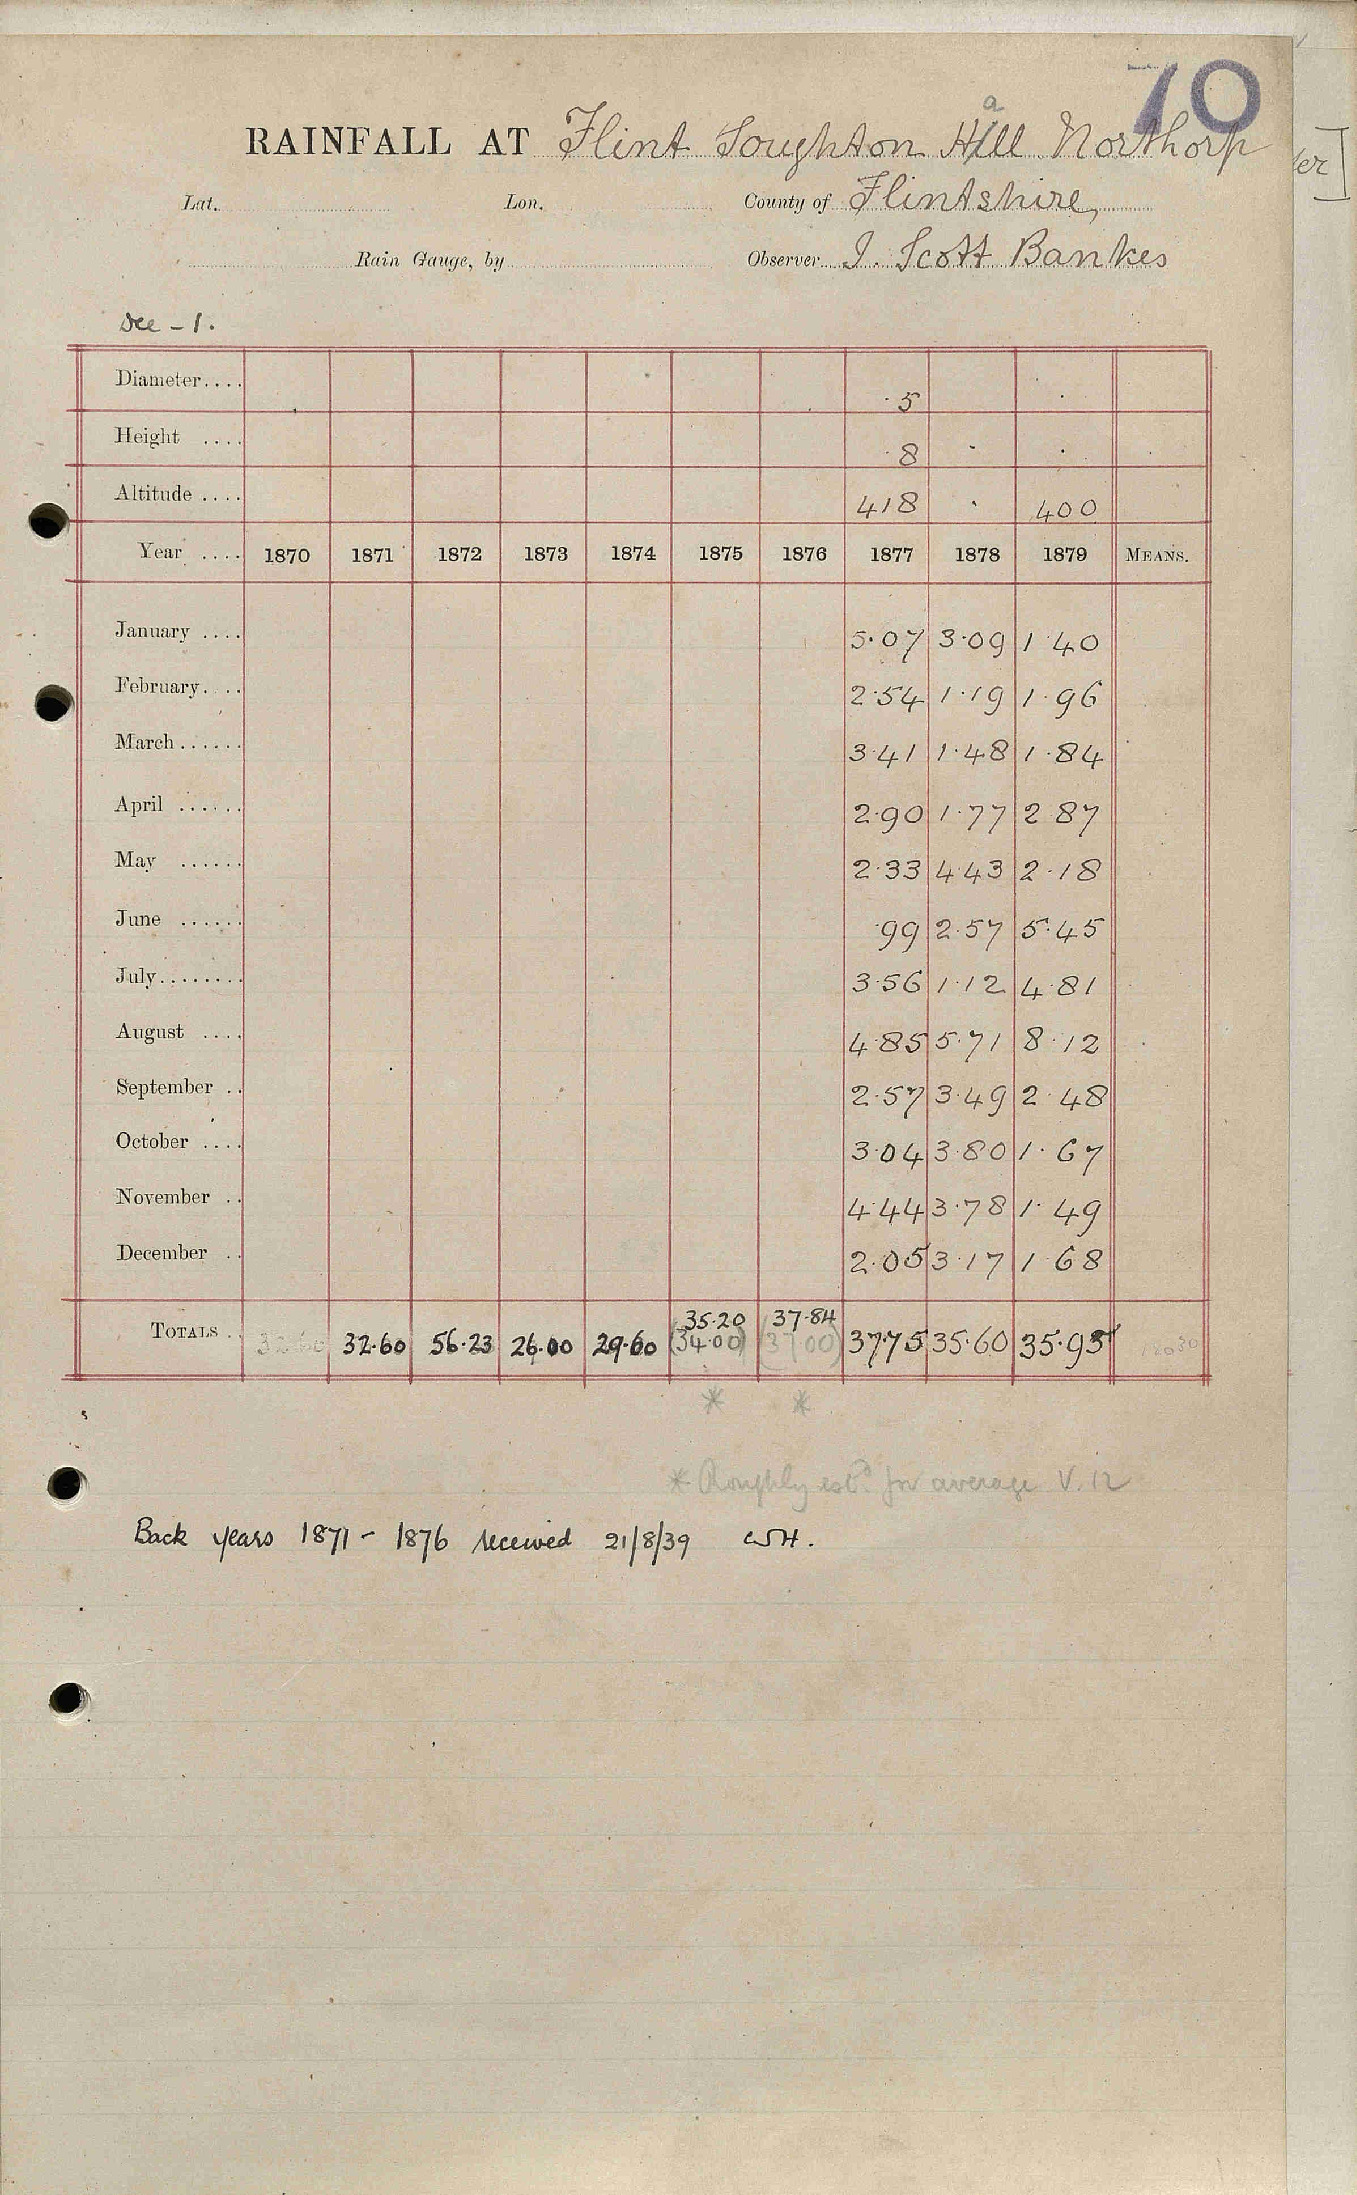 70
a
RAINFALL AT Flint Soughton Hill Northorp
Lat. Lon. County of Flintshire,
Rain Gauge, by Observer J. Scott Bankes
Dee - 1.
Diameter.... 5
Height .... 8
Altitude .... 418 400
Year .... 1870 1871 1872 1873 1874 1875 1876 1877 1878 1879 MEANS.
January .... 5.07 3.09 1.40
February.... 2.54 1.19 1.96
March...... 3.41 1.48 1.84
April ...... 2.90 1.77 2.87
May ...... 2.33 4.43 2.18
June ...... .99 2.57 5.45
July........ 3.56 1.12 4.81
August .... 4.85 5.71 8.12
September .. 2.57 3.49 2.48
October .... 3.04 3.80 1.67
November .. 4.44 3.78 1.49
December .. 2.05 3.17 1.68
35.20 37.84
TOTALS .. 32.60 32.60 56.23 26.00 29.60 (34.00) (37.00) 37.75 35.60 35.95
* *
* Roughly estd. for average V.12
Back years 1871 - 1876 received 21/8/39 WH.